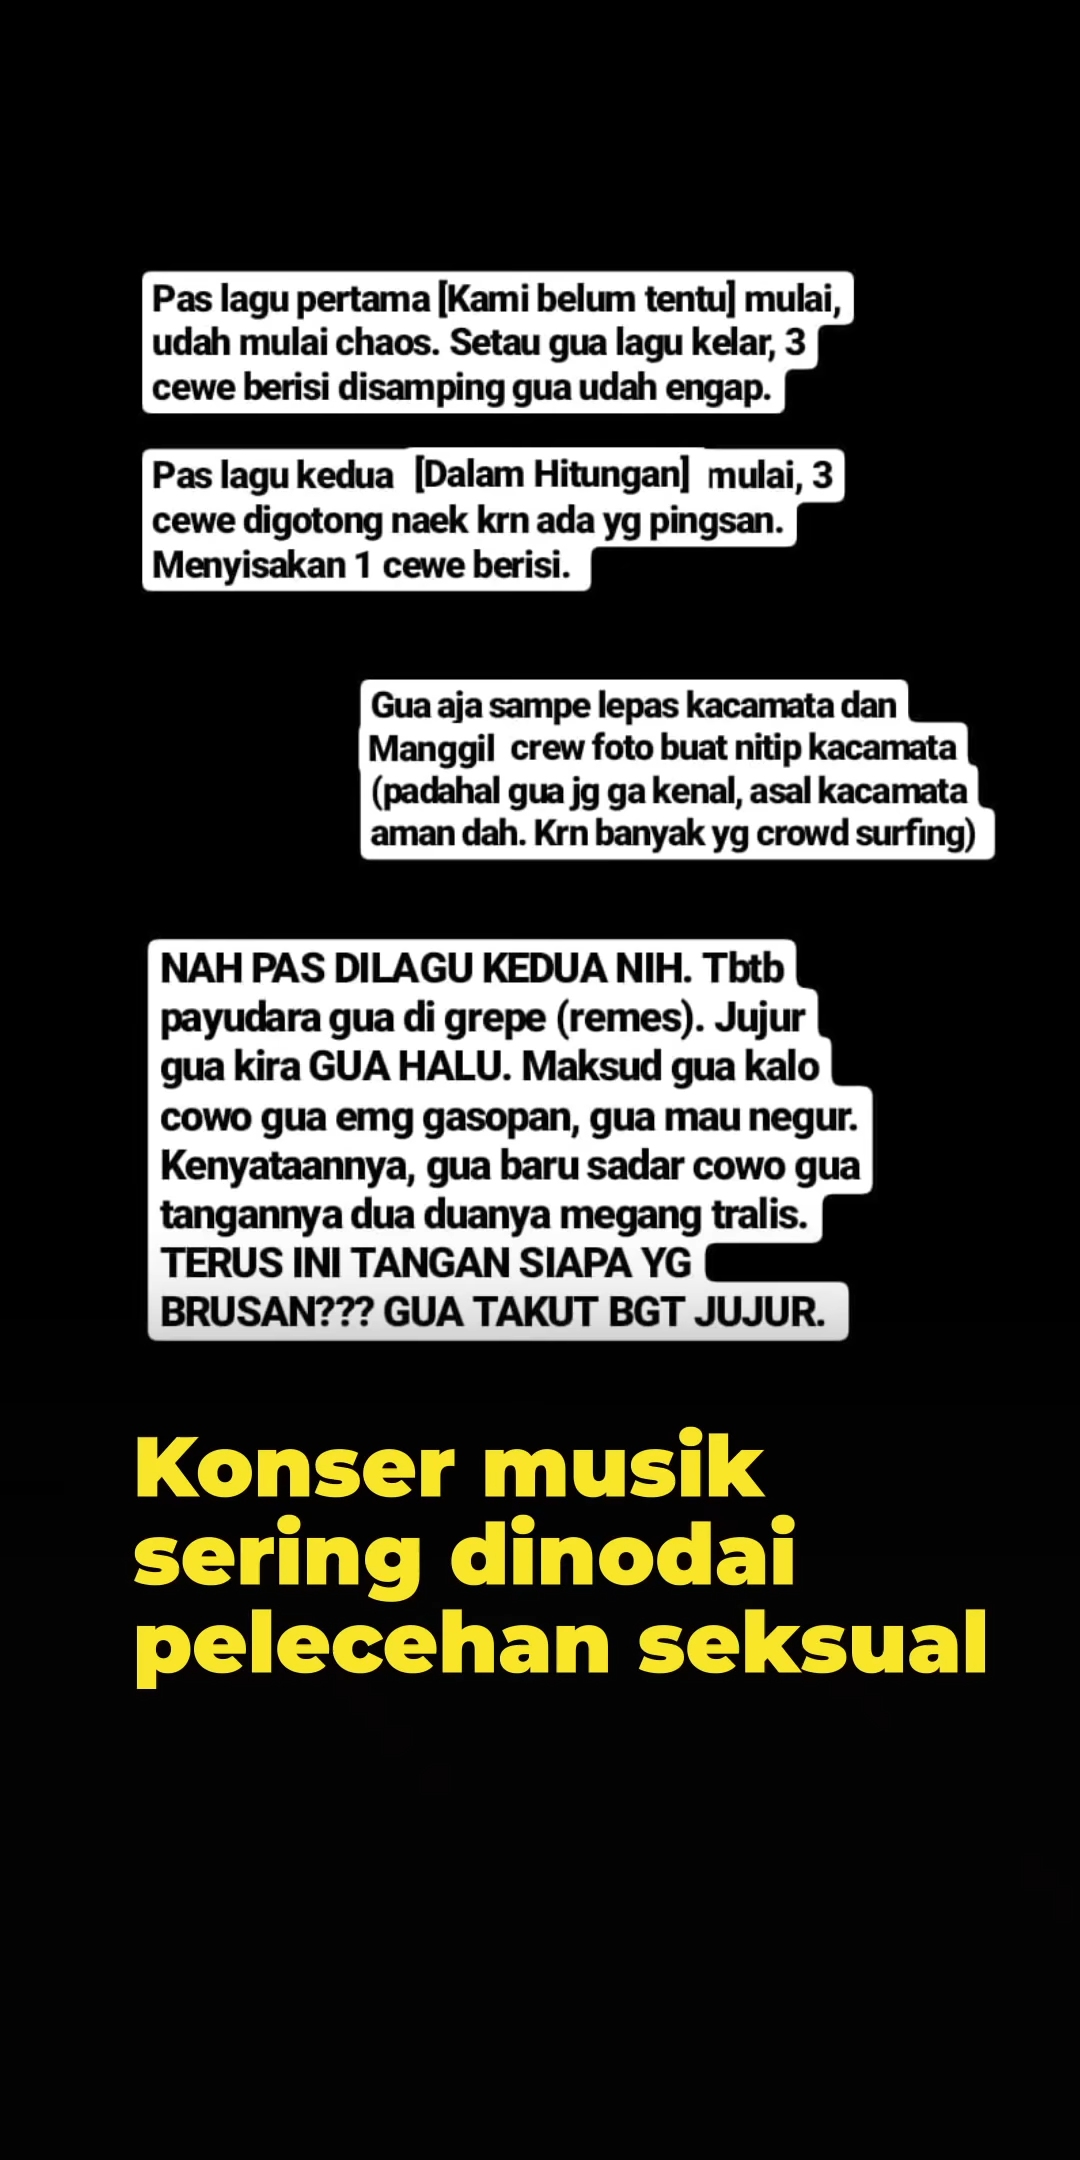 Pas lagu pertama [Kami belum tentu] mulai,
udah mulai chaos. Setau gua lagu kelar, 3
cewe berisi disamping gua udah engap.
Pas lagu kedua [Dalam Hitungan] mulai, 3
cewe digotong naek krn ada yg pingsan.
Menyisakan 1 cewe berisi.
Gua aja sampe lepas kacamata dan
Manggil crew foto buat nitip kacamata
(padahal gua jg ga kenal, asal kacamata
aman dah. Krn banyak yg crowd surfing)
NAH PAS DILAGU KEDUA NIH. Tbtb
payudara gua di grepe (remes). Jujur
gua kira GUA HALU. Maksud gua kalo
cowo gua emg gasopan, gua mau negur.
Kenyataannya, gua baru sadar cowo gua
tangannya dua duanya megang tralis.
TERUS INI TANGAN SIAPA YG
BRUSAN??? GUA TAKUT BGT JUJUR.
Konser musik
sering dinodai
pelecehan seksual